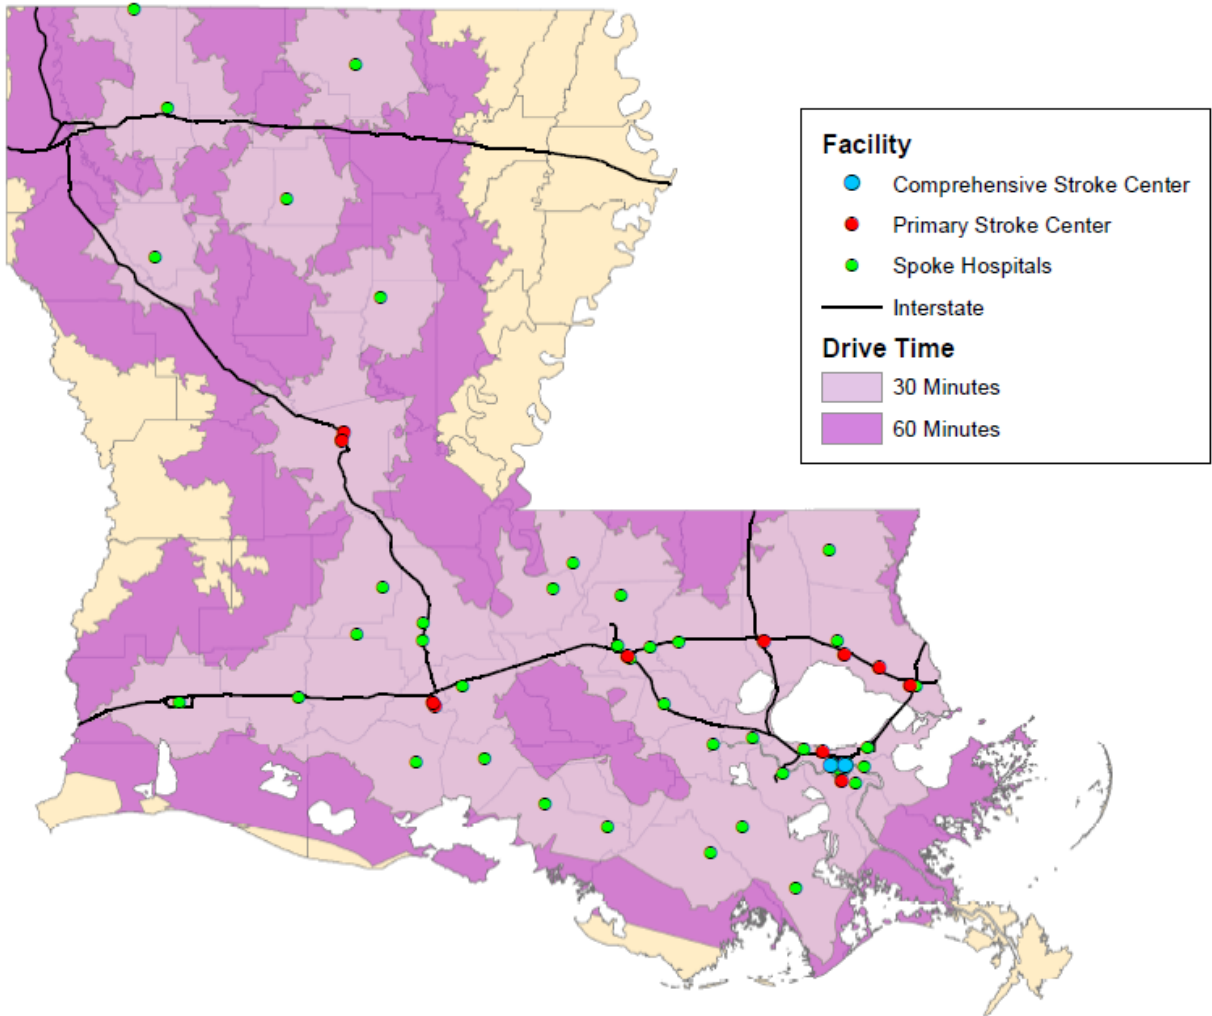 Facility
Comprehensive Stroke Center
Primary Stroke Center
Spoke Hospitals
Interstate
Drive Time
30 Minutes
60 Minutes